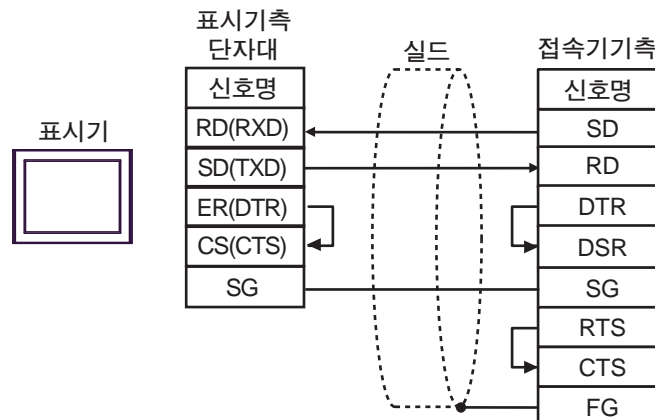 표시기
표시기측
단자대
신호명
RD(RXD)
SD(TXD)
ER(DTR)
CS(CTS)
SG
실드
접속기기측
신호명
SD
RD
DTR
DSR
SG
RTS
CTS
FG